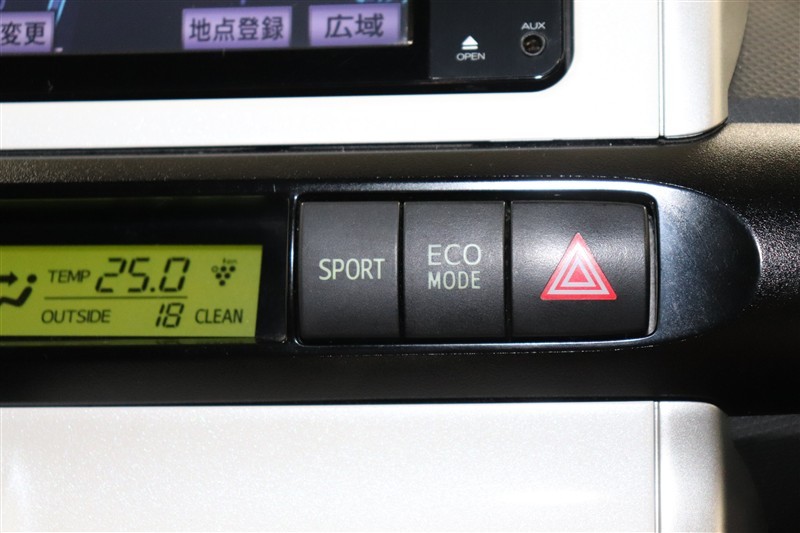 変更
地点登録
広域
AUX
OPEN
SPORT
ECO
MODE
TEMP 25.0
OUTSIDE 18 CLEAN